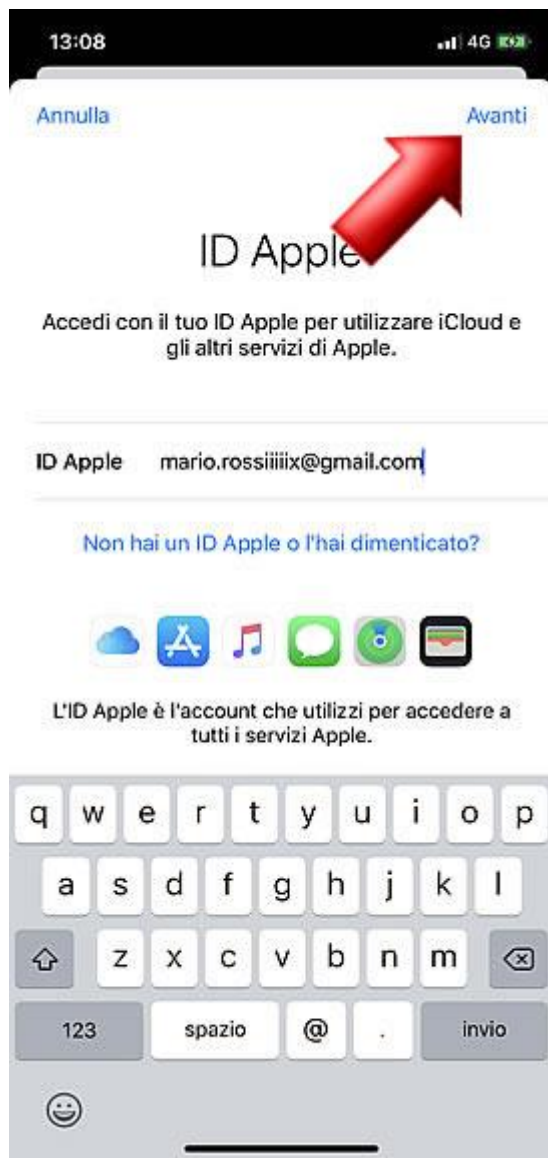 13:08
4G
Annulla
Avanti
ID Apple
Accedi con il tuo ID Apple per utilizzare iCloud e
gli altri servizi di Apple.
ID Apple mario.rossiiiiix@gmail.com
Non hai un ID Apple o l'hai dimenticato?
L'ID Apple è l'account che utilizzi per accedere a
tutti i servizi Apple.
q w e r t y u i o p
a s d f g h j k l
z x c v b n m
123 spazio @ . invio